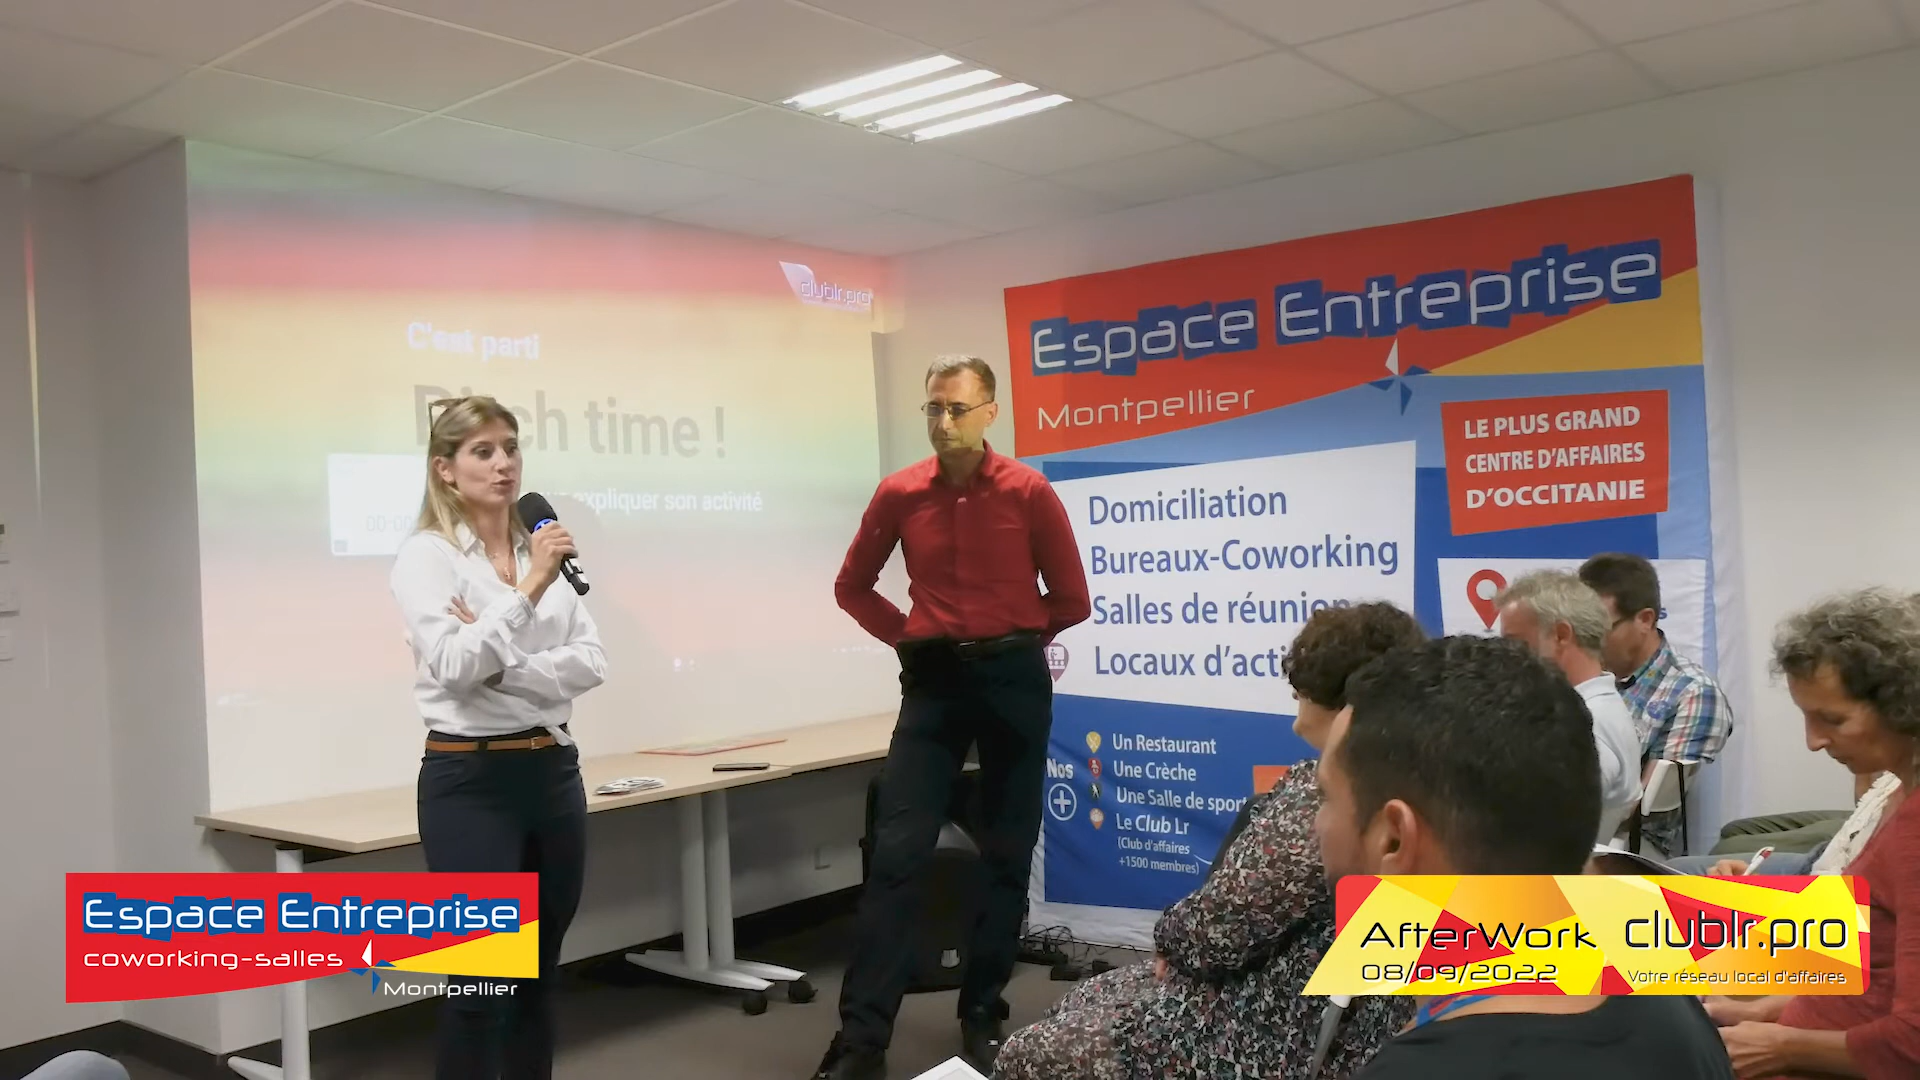 clublr.pro
C'est parti
Pitch time !
expliquer son activité
Espace Entreprise
Montpellier
LE PLUS GRAND
CENTRE D'AFFAIRES
D'OCCITANIE
Domiciliation
Bureaux-Coworking
Salles de réunion
Locaux d'acti
Nos
Un Restaurant
Une Crèche
Une Salle de sport
Le Club Lr
(Club d'affaires
+1500 membres)
Espace Entreprise
coworking-salles
Montpellier
AfterWork
08/09/2022
clublr.pro
Votre réseau local d'affaires